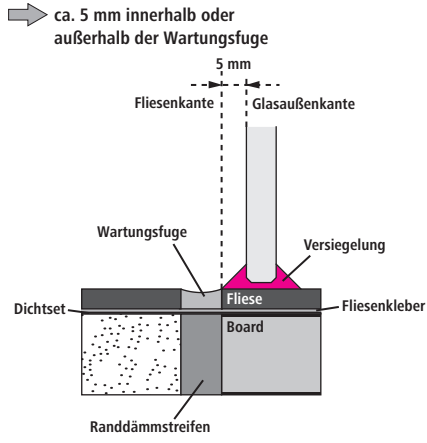 ca. 5 mm innerhalb oder
außerhalb der Wartungsfuge
5 mm
Fliesenkante
Glasaußenkante
Wartungsfuge
Versiegelung
Fliese
Dichtset
Fliesenkleber
Board
Randdämmstreifen